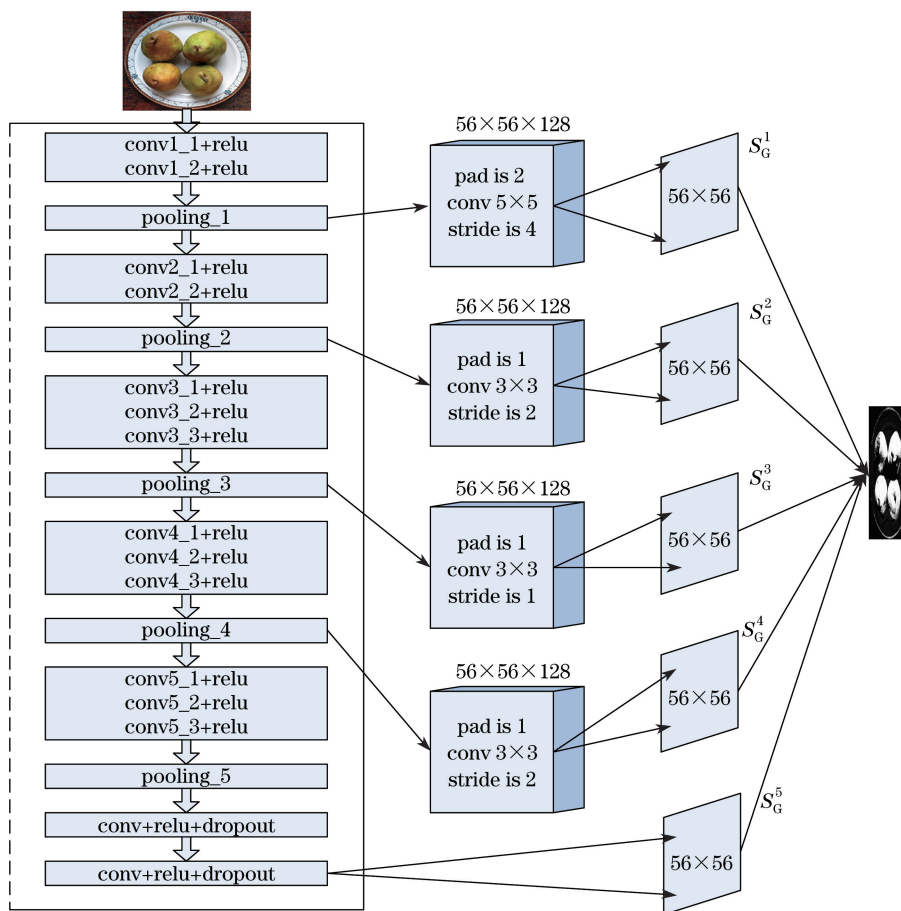 conv1_1+relu
conv1_2+relu
pooling_1
conv2_1+relu
conv2_2+relu
pooling_2
conv3_1+relu
conv3_2+relu
conv3_3+relu
pooling_3
conv4_1+relu
conv4_2+relu
conv4_3+relu
pooling_4
conv5_1+relu
conv5_2+relu
conv5_3+relu
pooling_5
conv+relu+dropout
conv+relu+dropout
56×56×128
pad is 2
conv 5×5
stride is 4
56×56×128
pad is 1
conv 3×3
stride is 2
56×56×128
pad is 1
conv 3×3
stride is 1
56×56×128
pad is 1
conv 3×3
stride is 2
S_G^1
56×56
S_G^2
56×56
S_G^3
56×56
S_G^4
56×56
S_G^5
56×56